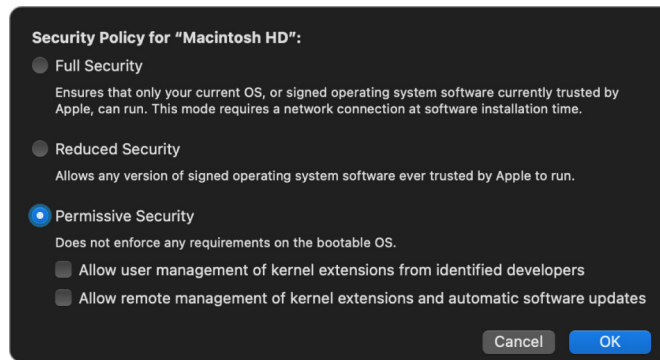 Security Policy for “Macintosh HD”:
Full Security
Ensures that only your current OS, or signed operating system software currently trusted by
Apple, can run. This mode requires a network connection at software installation time.
Reduced Security
Allows any version of signed operating system software ever trusted by Apple to run.
Permissive Security
Does not enforce any requirements on the bootable OS.
Allow user management of kernel extensions from identified developers
Allow remote management of kernel extensions and automatic software updates
Cancel
OK